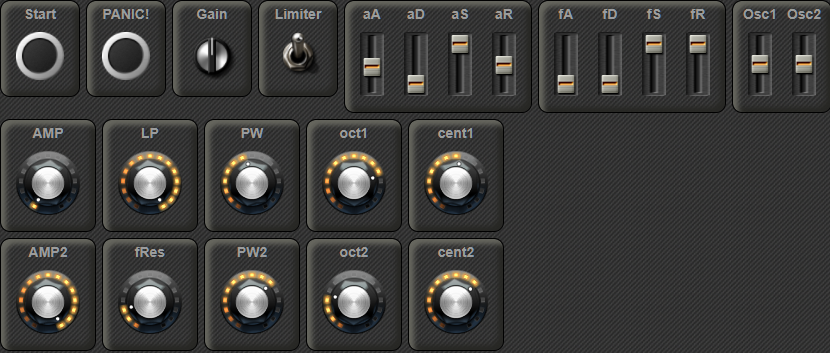 Start PANIC! Gain Limiter aA aD aS aR fA fD fS fR Osc1 Osc2
AMP LP PW oct1 cent1
AMP2 fRes PW2 oct2 cent2